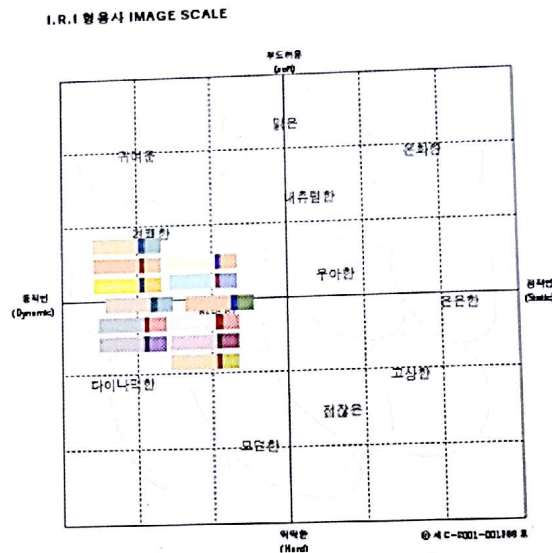 I.R.I 형용사 IMAGE SCALE
부드러운
(soft)
맑은
귀여운
온화한
내츄럴한
경쾌한
우아한
동적인
(Dynamic)
정적인
(Static)
은은한
다이나믹한
고상한
점잖은
모던한
딱딱한
(Hard)